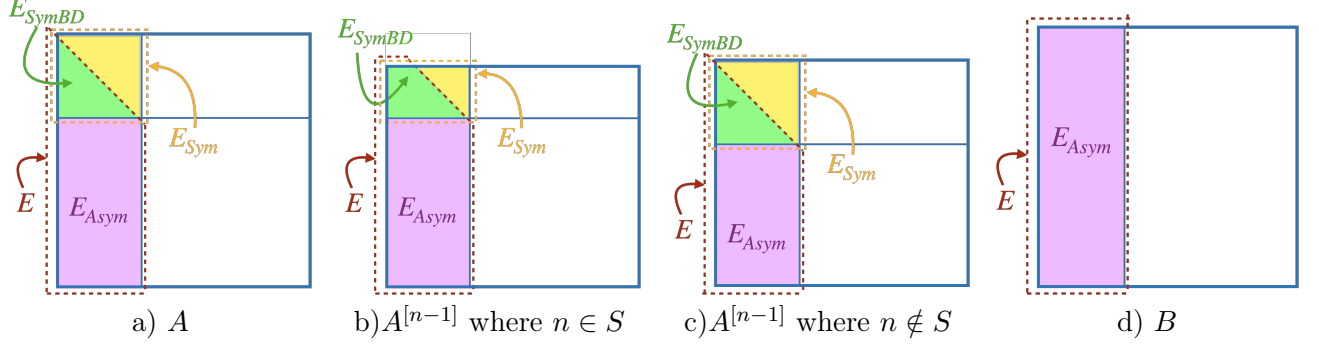 E_{SymBD}
E_{Sym}
E
E_{Asym}
a) A
E_{SymBD}
E_{Sym}
E
E_{Asym}
b)A^{[n−1]} where n ∈ S
E_{SymBD}
E_{Sym}
E
E_{Asym}
c)A^{[n−1]} where n ∉ S
E_{Asym}
E
d) B